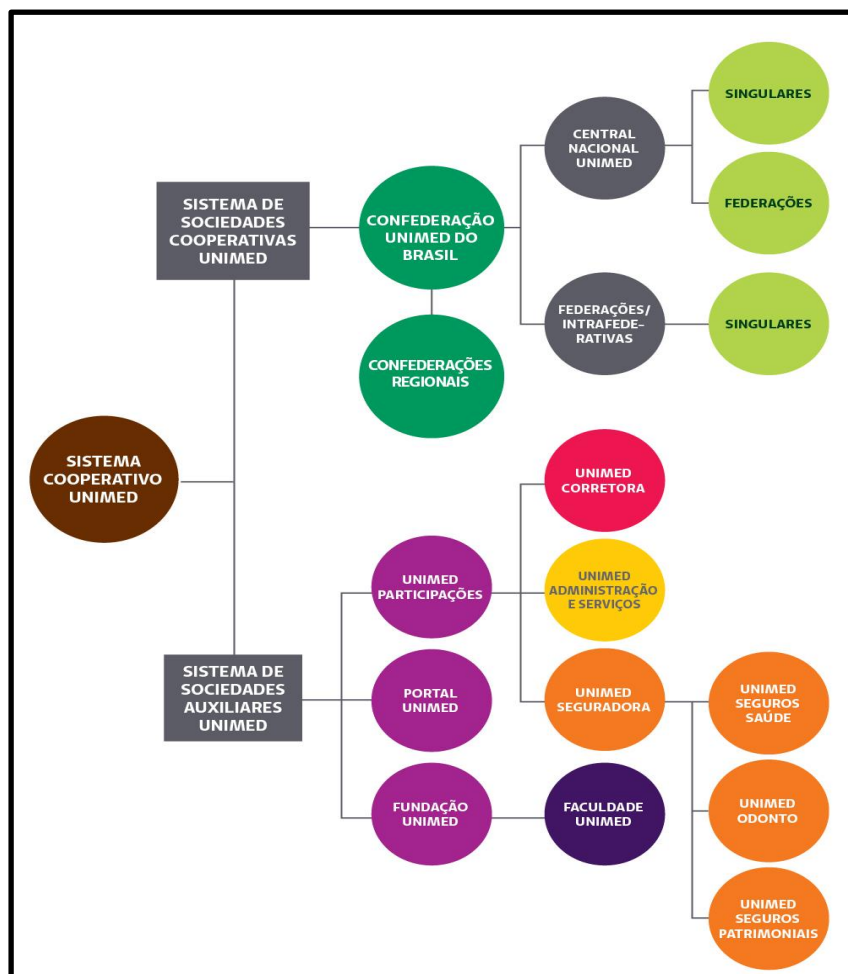 SINGULARES
CENTRAL
NACIONAL
UNIMED
FEDERAÇÕES
SISTEMA DE
SOCIEDADES
COOPERATIVAS
UNIMED
CONFEDERAÇÃO
UNIMED DO
BRASIL
FEDERAÇÕES/
INTRAFEDE-
RATIVAS
SINGULARES
CONFEDERAÇÕES
REGIONAIS
SISTEMA
COOPERATIVO
UNIMED
UNIMED
CORRETORA
UNIMED
PARTICIPAÇÕES
UNIMED
ADMINISTRAÇÃO
E SERVIÇOS
SISTEMA DE
SOCIEDADES
AUXILIARES
UNIMED
PORTAL
UNIMED
UNIMED
SEGURADORA
UNIMED
SEGUROS
SAÚDE
FUNDAÇÃO
UNIMED
FACULDADE
UNIMED
UNIMED
ODONTO
UNIMED
SEGUROS
PATRIMONIAIS